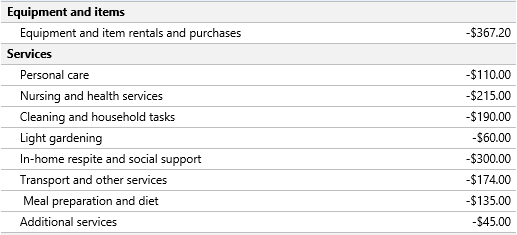 Equipment and items
Equipment and item rentals and purchases -$367.20
Services
Personal care -$110.00
Nursing and health services -$215.00
Cleaning and household tasks -$190.00
Light gardening -$60.00
In-home respite and social support -$300.00
Transport and other services -$174.00
Meal preparation and diet -$135.00
Additional services -$45.00